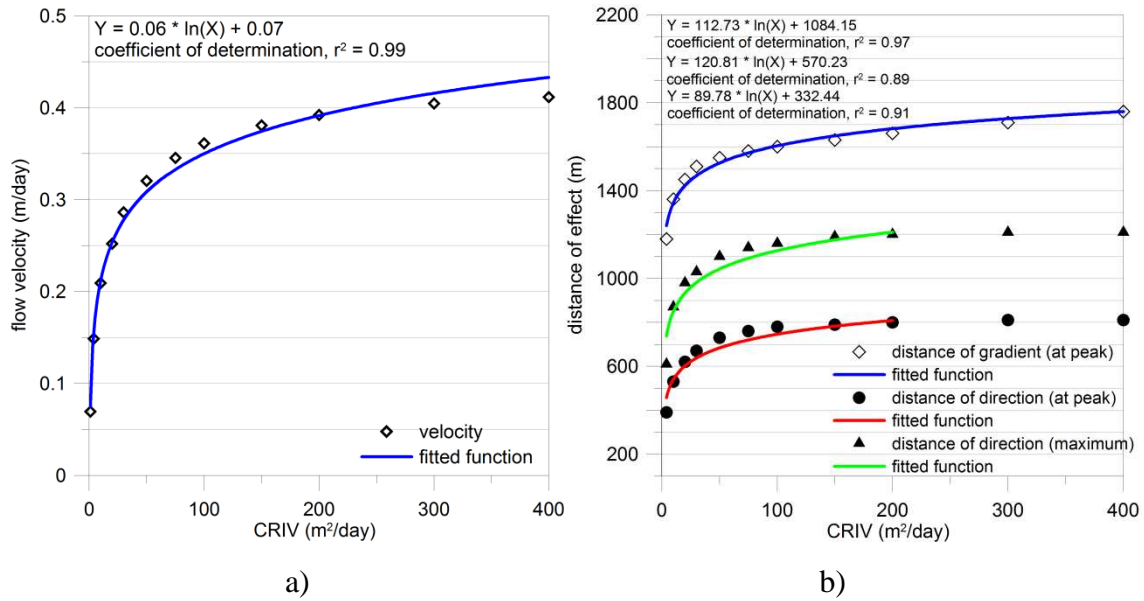 Y = 0.06 * ln(X) + 0.07
coefficient of determination, r² = 0.99
0.5
0.4
0.3
0.2
0.1
0
flow velocity (m/day)
velocity
fitted function
0 100 200 300 400
CRIV (m²/day)
a)
Y = 112.73 * ln(X) + 1084.15
coefficient of determination, r² = 0.97
Y = 120.81 * ln(X) + 570.23
coefficient of determination, r² = 0.89
Y = 89.78 * ln(X) + 332.44
coefficient of determination, r² = 0.91
2200
1800
1400
1000
600
200
distance of effect (m)
distance of gradient (at peak)
fitted function
distance of direction (at peak)
fitted function
distance of direction (maximum)
fitted function
0 100 200 300 400
CRIV (m²/day)
b)